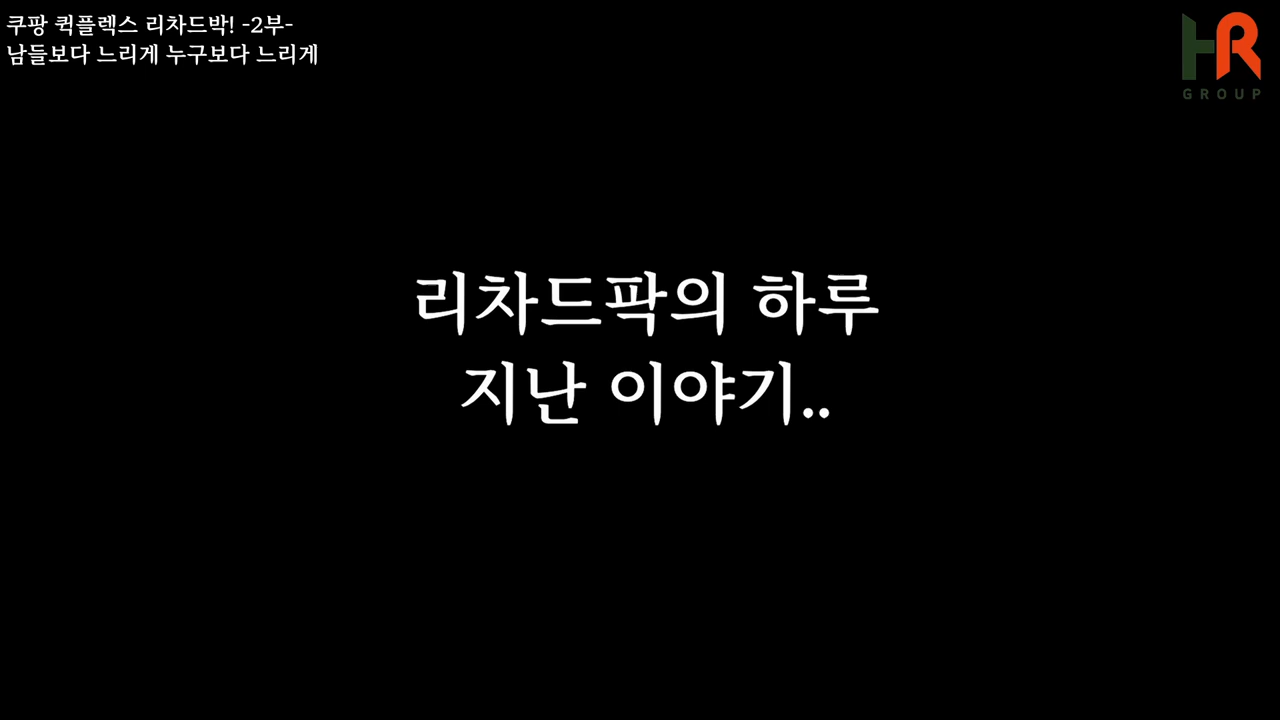 쿠팡 퀵플렉스 리차드박! -2부-
남들보다 느리게 누구보다 느리게
HR
GROUP
리차드팍의 하루
지난 이야기..